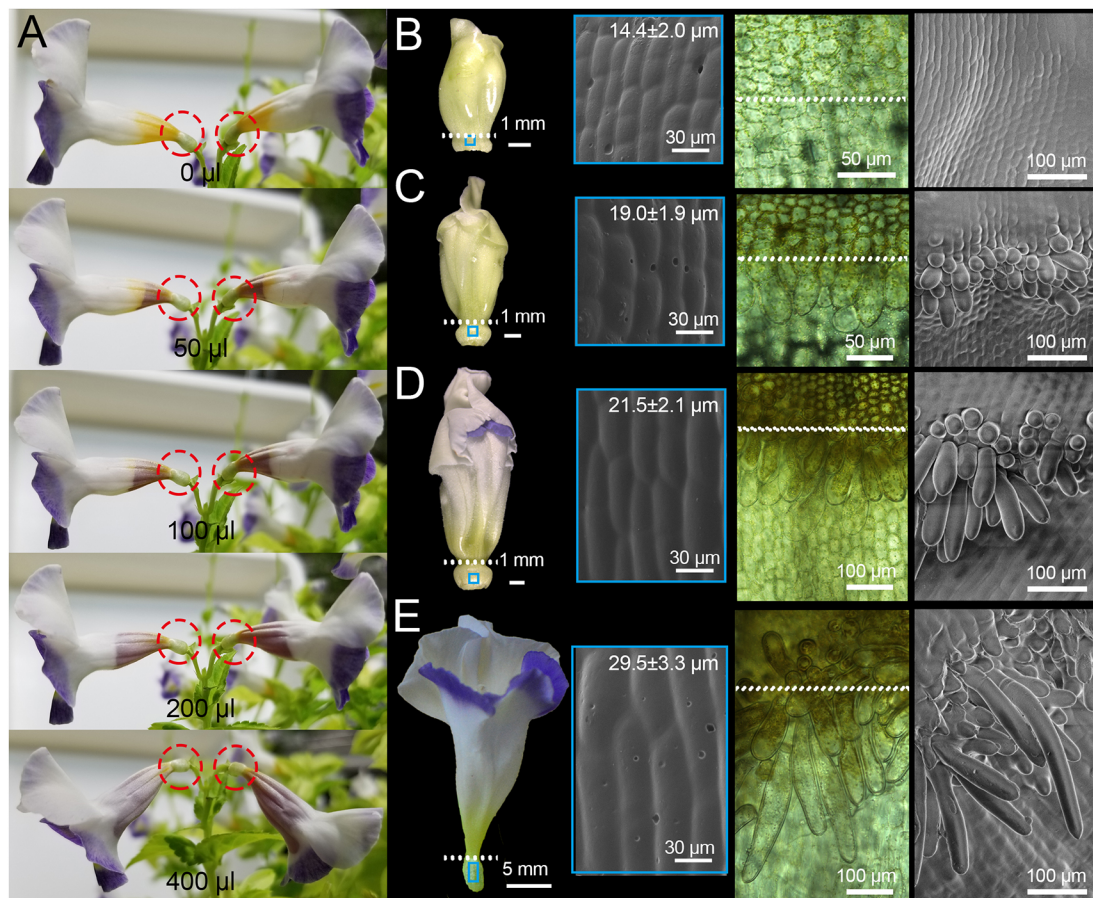 A
0 µl
50 µl
100 µl
200 µl
400 µl
B
1 mm
14.4±2.0 µm
30 µm
50 µm
100 µm
C
1 mm
19.0±1.9 µm
30 µm
50 µm
100 µm
D
1 mm
21.5±2.1 µm
30 µm
100 µm
100 µm
E
5 mm
29.5±3.3 µm
30 µm
100 µm
100 µm